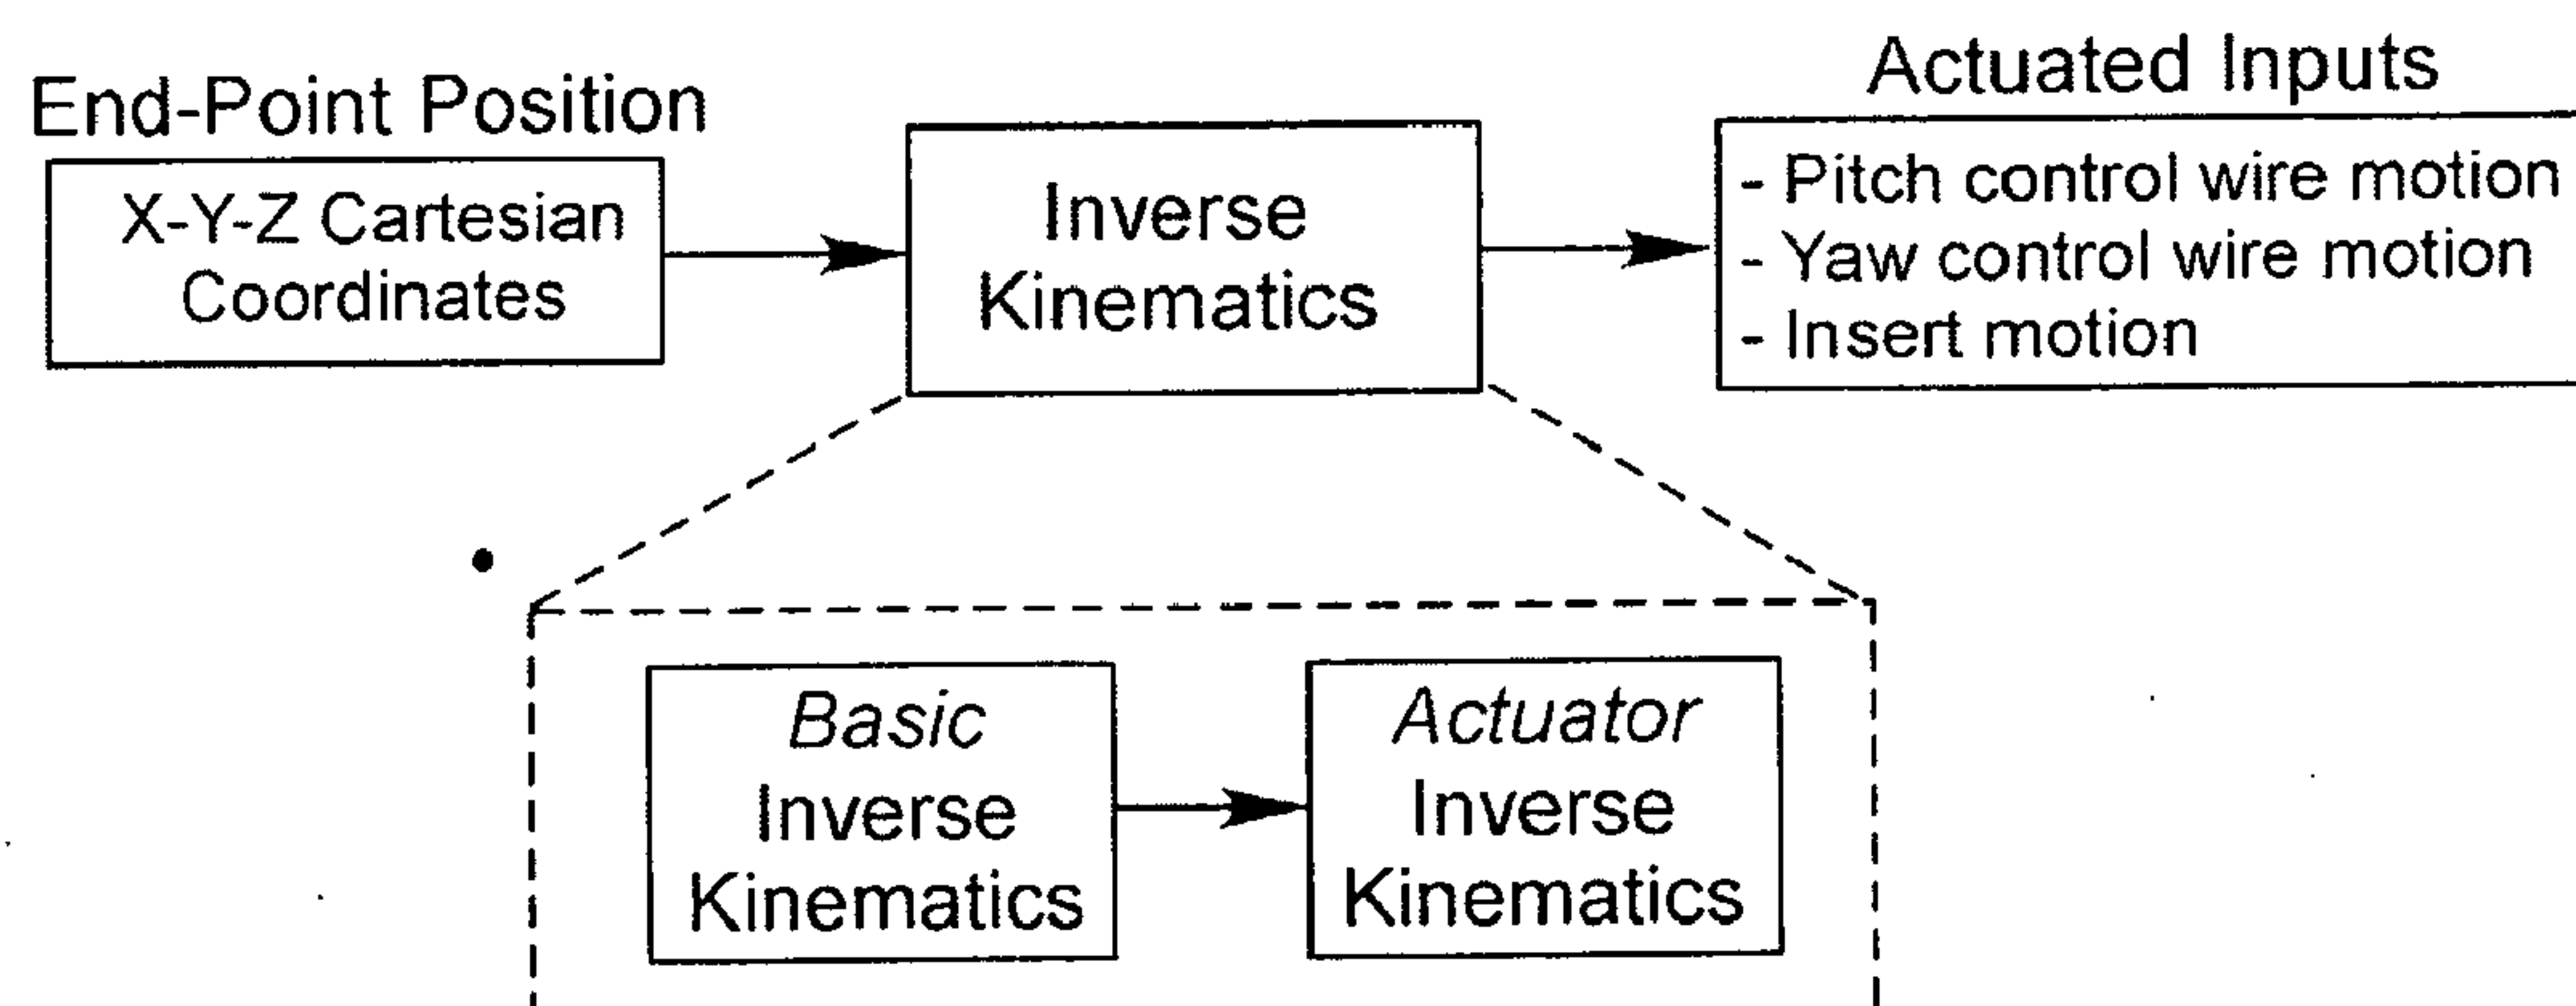 End-Point Position
X-Y-Z Cartesian
Coordinates
Inverse
Kinematics
Actuated Inputs
- Pitch control wire motion
- Yaw control wire motion
- Insert motion
Basic
Inverse
Kinematics
Actuator
Inverse
Kinematics